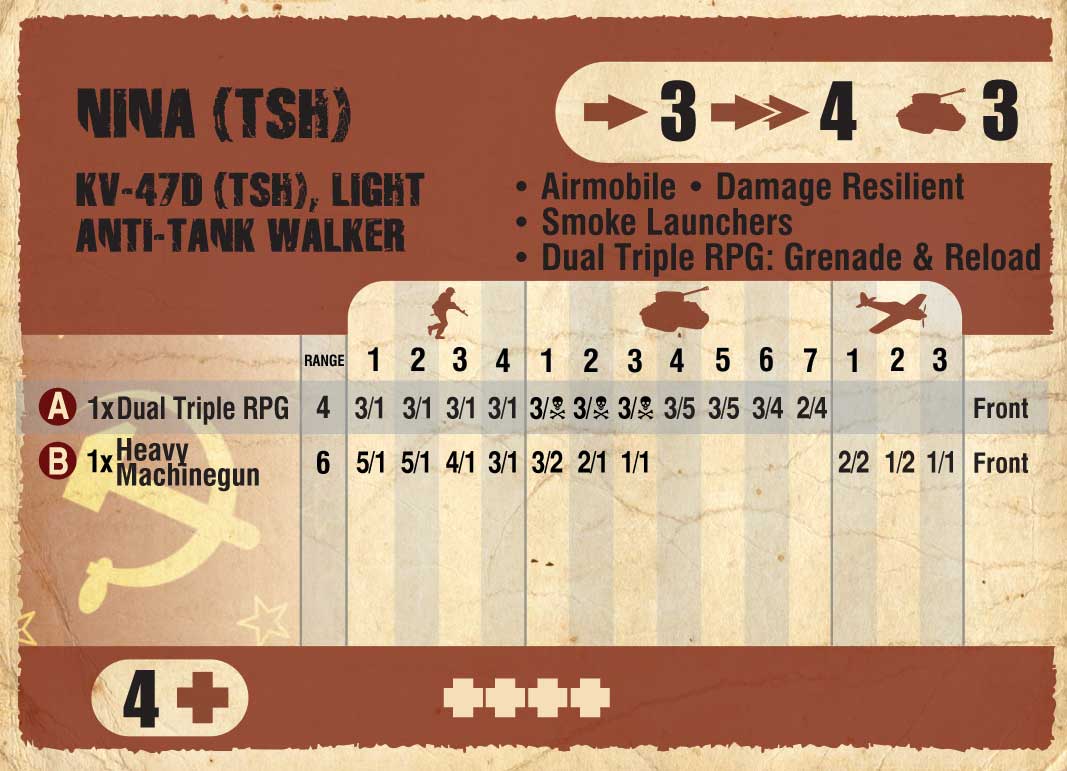 NINA (TSH)
3 4 3
KV-47D (TSH), LIGHT
ANTI-TANK WALKER
• Airmobile • Damage Resilient
• Smoke Launchers
• Dual Triple RPG: Grenade & Reload
RANGE 1 2 3 4 1 2 3 4 5 6 7 1 2 3
A 1x Dual Triple RPG 4 3/1 3/1 3/1 3/1 3/☠ 3/☠ 3/☠ 3/5 3/5 3/4 2/4 Front
B 1x Heavy Machinegun 6 5/1 5/1 4/1 3/1 3/2 2/1 1/1 2/2 1/2 1/1 Front
4